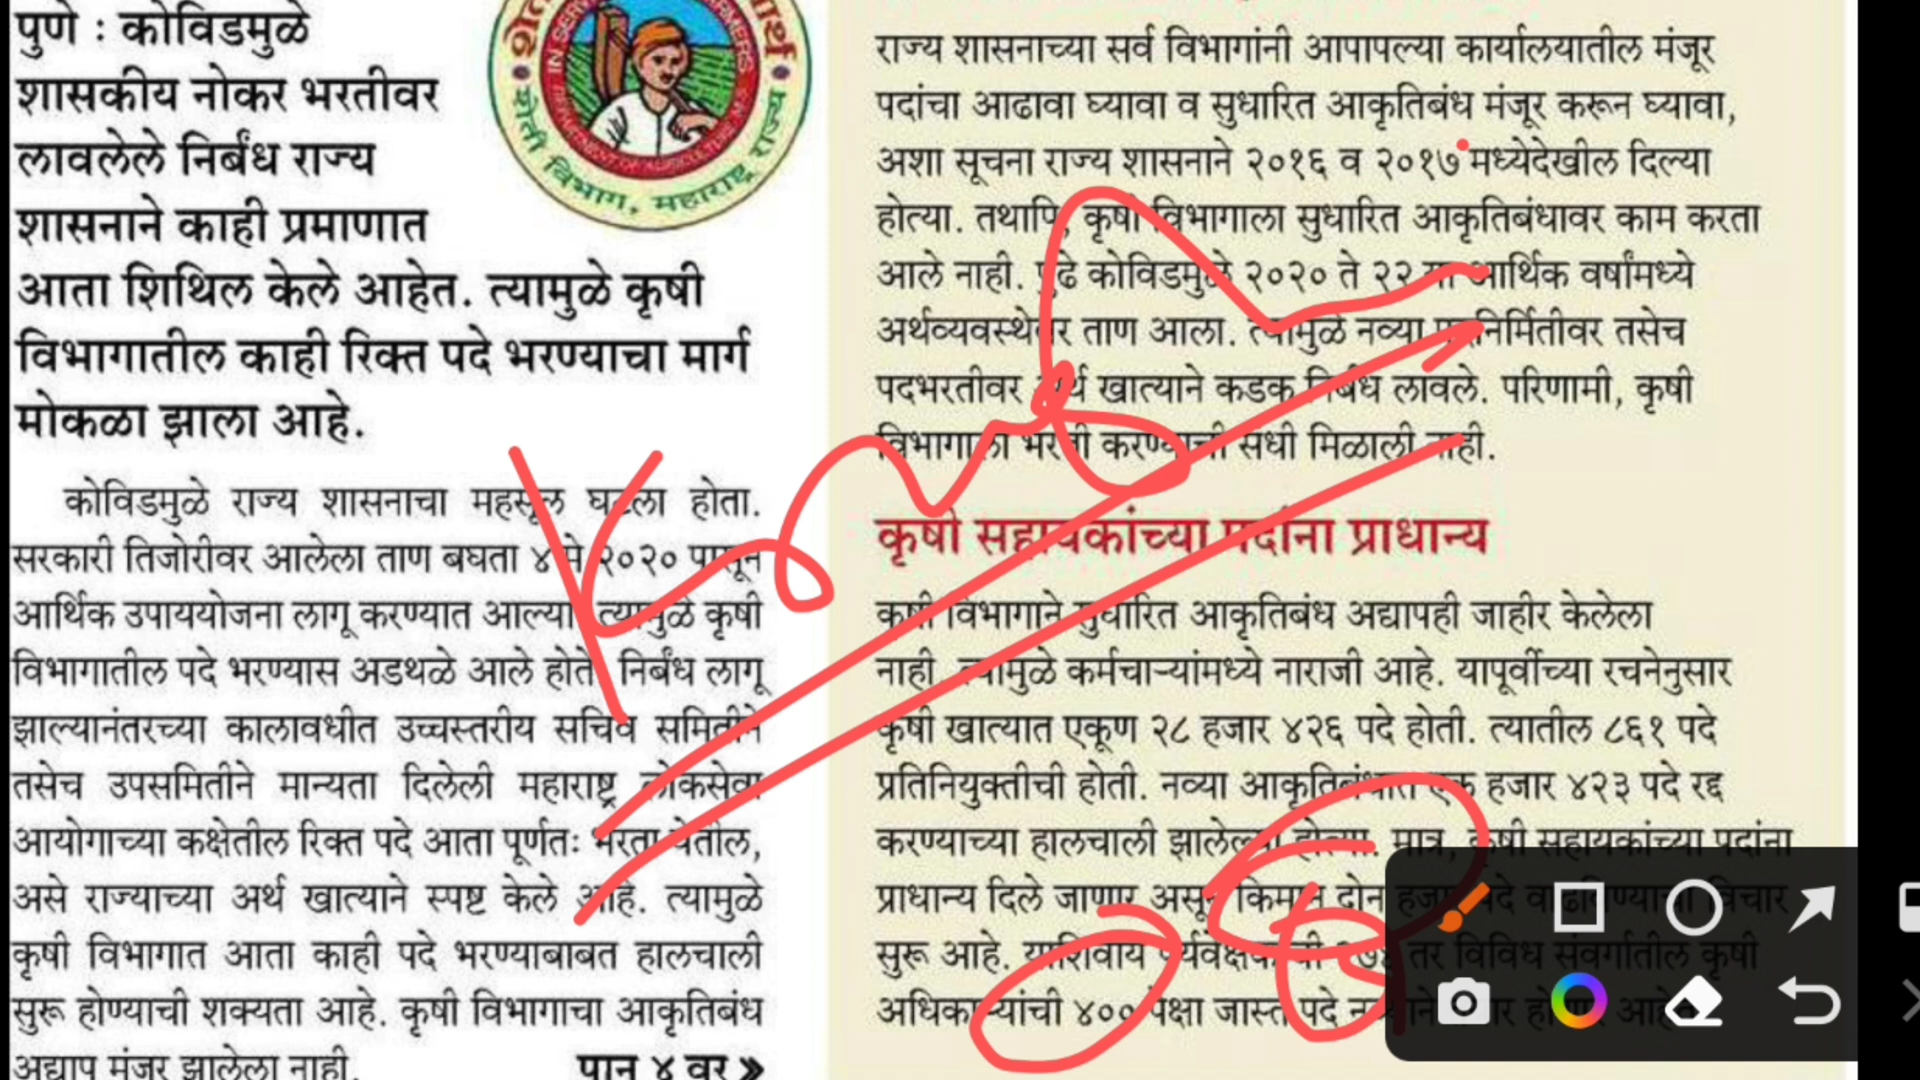 पुणे : कोविडमुळे
शासकीय नोकर भरतीवर
लावलेले निर्बंध राज्य
शासनाने काही प्रमाणात
आता शिथिल केले आहेत. त्यामुळे कृषी
विभागातील काही रिक्त पदे भरण्याचा मार्ग
मोकळा झाला आहे.
कोविडमुळे राज्य शासनाचा महसूल घटला होता.
सरकारी तिजोरीवर आलेला ताण बघता ४ मे २०२० पासून
आर्थिक उपाययोजना लागू करण्यात आल्या. त्यामुळे कृषी
विभागातील पदे भरण्यास अडथळे आले होते. निर्बंध लागू
झाल्यानंतरच्या कालावधीत उच्चस्तरीय सचिव समितीने
तसेच उपसमितीने मान्यता दिलेली महाराष्ट्र लोकसेवा
आयोगाच्या कक्षेतील रिक्त पदे आता पूर्णतः भरता येतील,
असे राज्याच्या अर्थ खात्याने स्पष्ट केले आहे. त्यामुळे
कृषी विभागात आता काही पदे भरण्याबाबत हालचाली
सुरू होण्याची शक्यता आहे. कृषी विभागाचा आकृतिबंध
अद्याप मंजूर झालेला नाही.
पान ४ वर »
IN SERV
FARMERS
DEPARTMENT OF AGRICULTURE
शेती विभाग, महाराष्ट्र राज्य
राज्य शासनाच्या सर्व विभागांनी आपापल्या कार्यालयातील मंजूर
पदांचा आढावा घ्यावा व सुधारित आकृतिबंध मंजूर करून घ्यावा,
अशा सूचना राज्य शासनाने २०१६ व २०१७ मध्येदेखील दिल्या
होत्या. तथापि, कृषी विभागाला सुधारित आकृतिबंधावर काम करता
आले नाही. पुढे कोविडमुळे २०२० ते २२ या आर्थिक वर्षांमध्ये
अर्थव्यवस्थेवर ताण आला. त्यामुळे नव्या पदनिर्मितीवर तसेच
पदभरतीवर अर्थ खात्याने कडक निर्बंध लावले. परिणामी, कृषी
विभागाला भरती करण्याची संधी मिळाली नाही.
कृषी सहायकांच्या पदांना प्राधान्य
कृषी विभागाने सुधारित आकृतिबंध अद्यापही जाहीर केलेला
नाही. त्यामुळे कर्मचाऱ्यांमध्ये नाराजी आहे. यापूर्वीच्या रचनेनुसार
कृषी खात्यात एकूण २८ हजार ४२६ पदे होती. त्यातील ८६१ पदे
प्रतिनियुक्तीची होती. नव्या आकृतिबंधात एक हजार ४२३ पदे रद्द
करण्याच्या हालचाली झालेल्या होत्या. मात्र, कृषी सहायकांच्या पदांना
प्राधान्य दिले जाणार असून किमान दोन हजार पदे वाढविण्याचा विचार
सुरू आहे. याशिवाय पर्यवेक्षकांची तर विविध संवर्गातील कृषी
अधिकाऱ्यांची ४०० पेक्षा जास्त पदे होणार आहेत